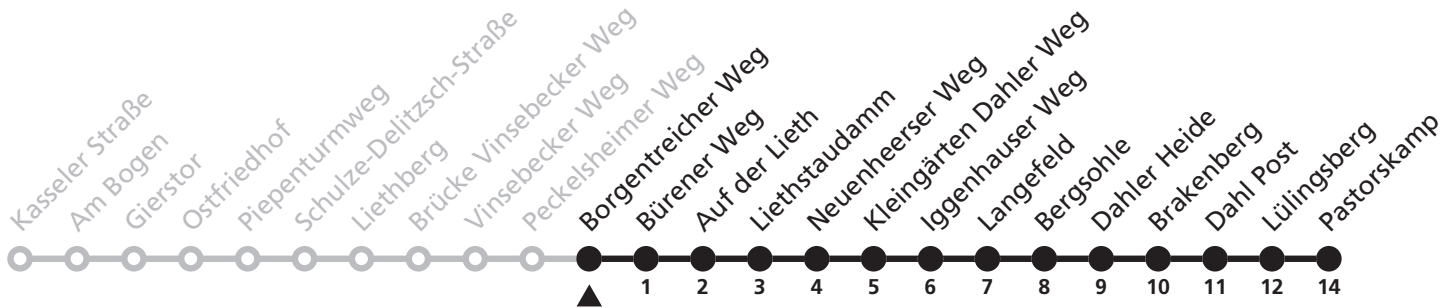 Kasseler Straße
Am Bogen
Gierstor
Ostfriedhof
Piepenturmweg
Schulze-Delitzsch-Straße
Liethberg
Brücke Vinsebecker Weg
Vinsebecker Weg
Peckelsheimer Weg
Borgentreicher Weg
Bürener Weg
Auf der Lieth
Liethstaudamm
Neuenheerser Weg
Kleingärten Dahler Weg
Iggenhauser Weg
Langefeld
Bergsohle
Dahler Heide
Brakenberg
Dahl Post
Lülingsberg
Pastorskamp
1 2 3 4 5 6 7 8 9 10 11 12 14